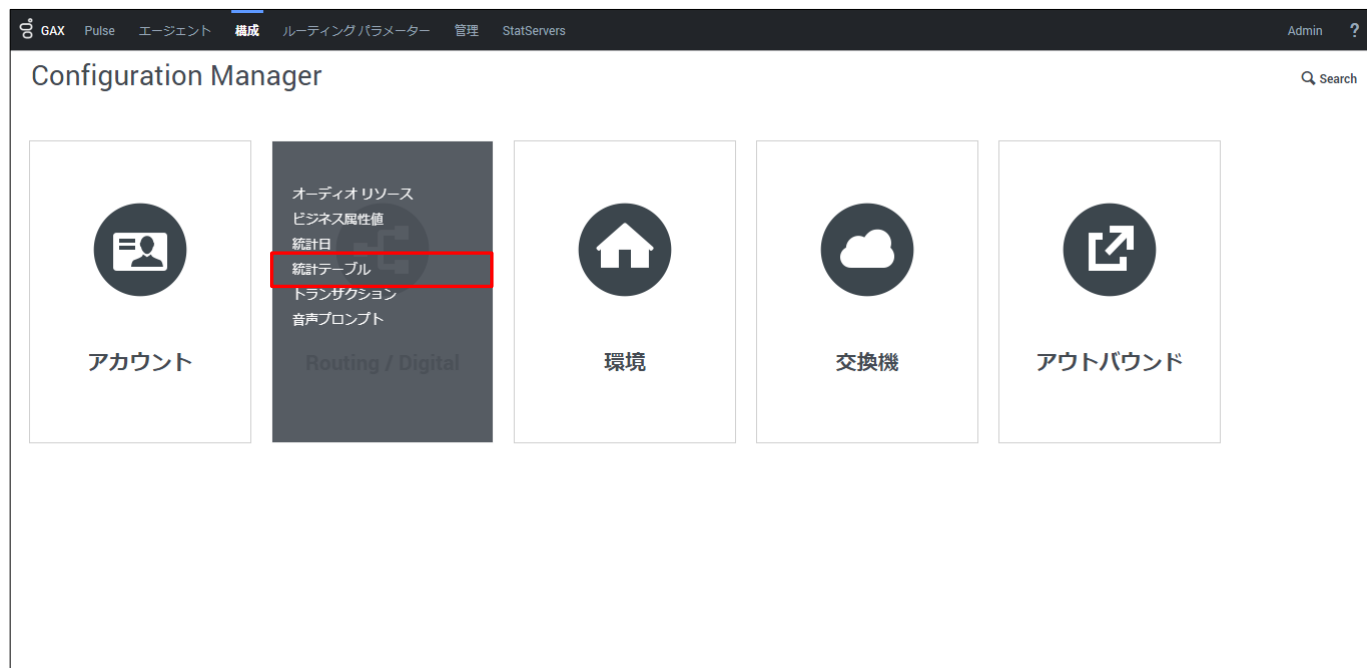 GAX Pulse エージェント 構成 ルーティング パラメーター 管理 StatServers Admin ?
Configuration Manager
Search
アカウント
オーディオ リソース
ビジネス属性値
統計日
統計テーブル
トランザクション
音声プロンプト
Routing / Digital
環境
交換機
アウトバウンド